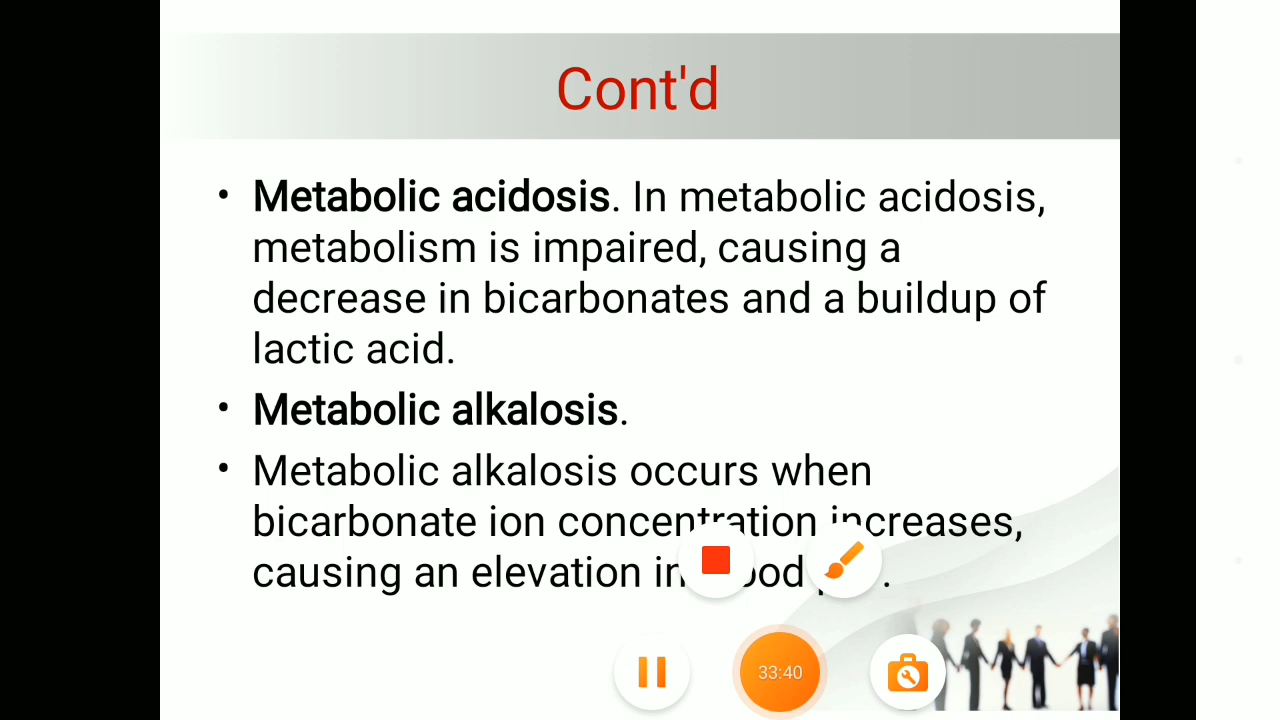 Cont'd
• Metabolic acidosis. In metabolic acidosis,
metabolism is impaired, causing a
decrease in bicarbonates and a buildup of
lactic acid.
• Metabolic alkalosis.
• Metabolic alkalosis occurs when
bicarbonate ion concentration increases,
causing an elevation in
33:40